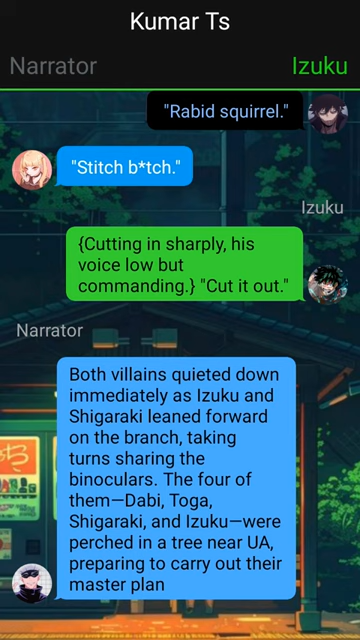 Kumar Ts
Narrator
Izuku
"Rabid squirrel."
"Stitch b*tch."
Izuku
{Cutting in sharply, his
voice low but
commanding.} "Cut it out."
Narrator
Both villains quieted down
immediately as Izuku and
Shigaraki leaned forward
on the branch, taking
turns sharing the
binoculars. The four of
them—Dabi, Toga,
Shigaraki, and Izuku—were
perched in a tree near UA,
preparing to carry out their
master plan